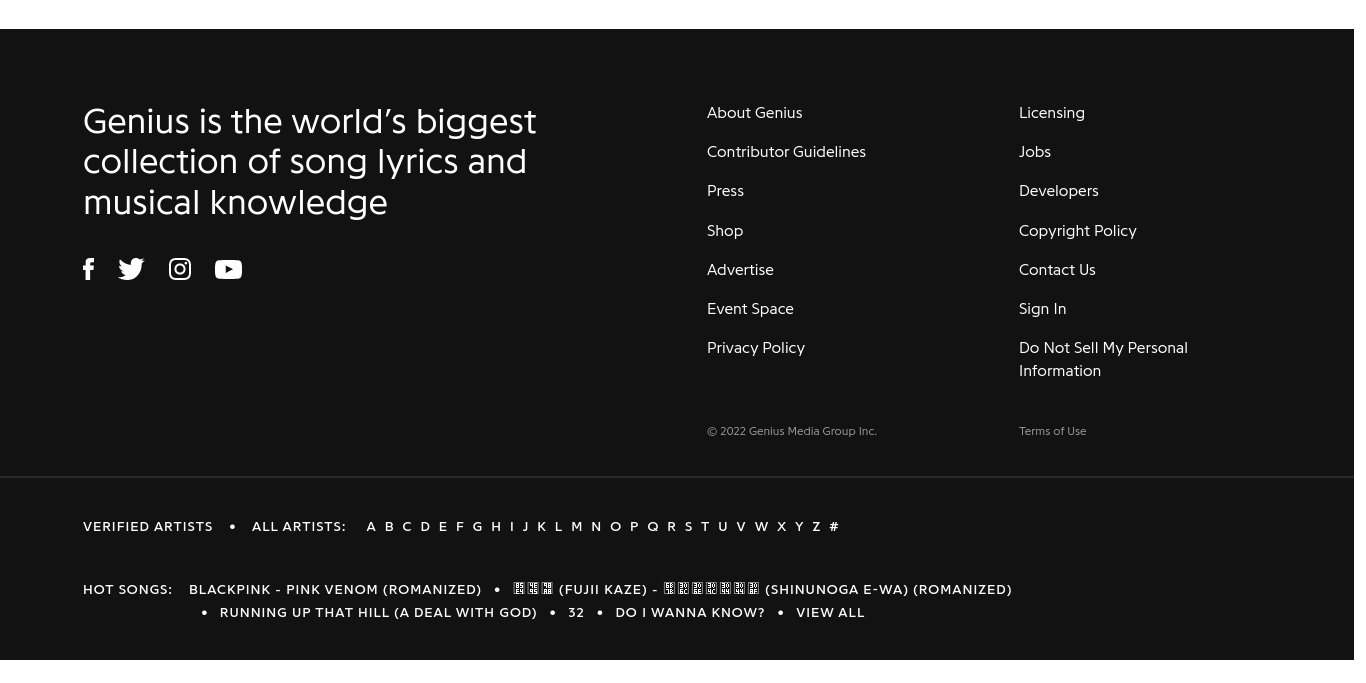 Genius is the world’s biggest
collection of song lyrics and
musical knowledge
About Genius
Contributor Guidelines
Press
Shop
Advertise
Event Space
Privacy Policy
© 2022 Genius Media Group Inc.
Licensing
Jobs
Developers
Copyright Policy
Contact Us
Sign In
Do Not Sell My Personal
Information
Terms of Use
VERIFIED ARTISTS • ALL ARTISTS: A B C D E F G H I J K L M N O P Q R S T U V W X Y Z #
HOT SONGS: BLACKPINK - PINK VENOM (ROMANIZED) • (FUJII KAZE) - (SHINUNOGA E-WA) (ROMANIZED)
• RUNNING UP THAT HILL (A DEAL WITH GOD) • 32 • DO I WANNA KNOW? • VIEW ALL